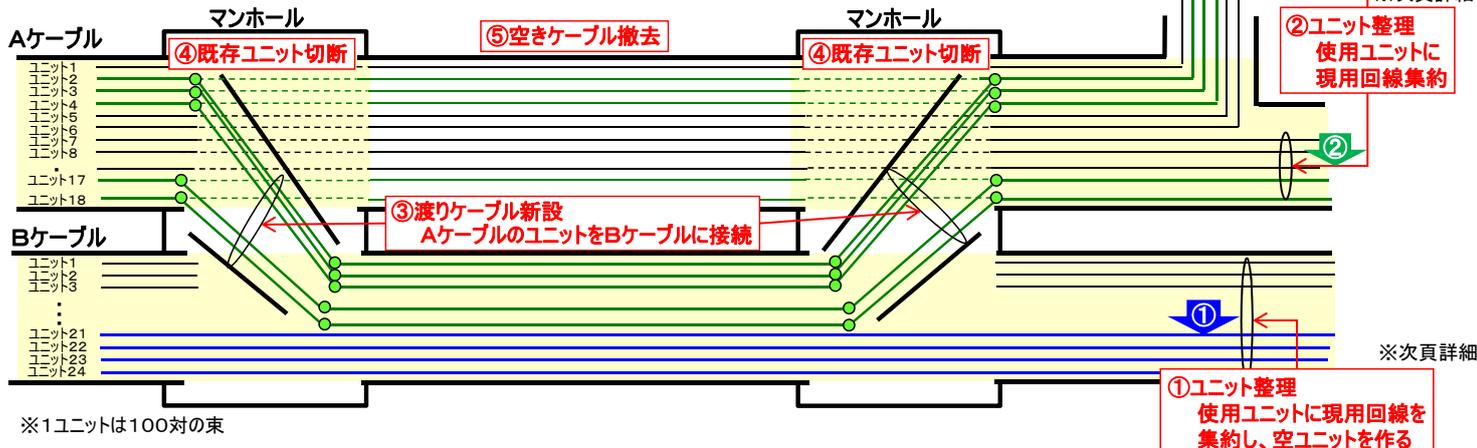 マンホール
マンホール
※次頁詳細
Aケーブル
④既存ユニット切断
⑤空きケーブル撤去
④既存ユニット切断
②ユニット整理
使用ユニットに
現用回線集約
ユニット1
ユニット2
ユニット3
ユニット4
ユニット5
ユニット6
ユニット7
ユニット8
・
ユニット17
ユニット18
②
③渡りケーブル新設
AケーブルのユニットをBケーブルに接続
Bケーブル
ユニット1
ユニット2
ユニット3
⋮
ユニット21
ユニット22
ユニット23
ユニット24
①
※次頁詳細
①ユニット整理
使用ユニットに現用回線を
集約し、空ユニットを作る
※1ユニットは100対の束